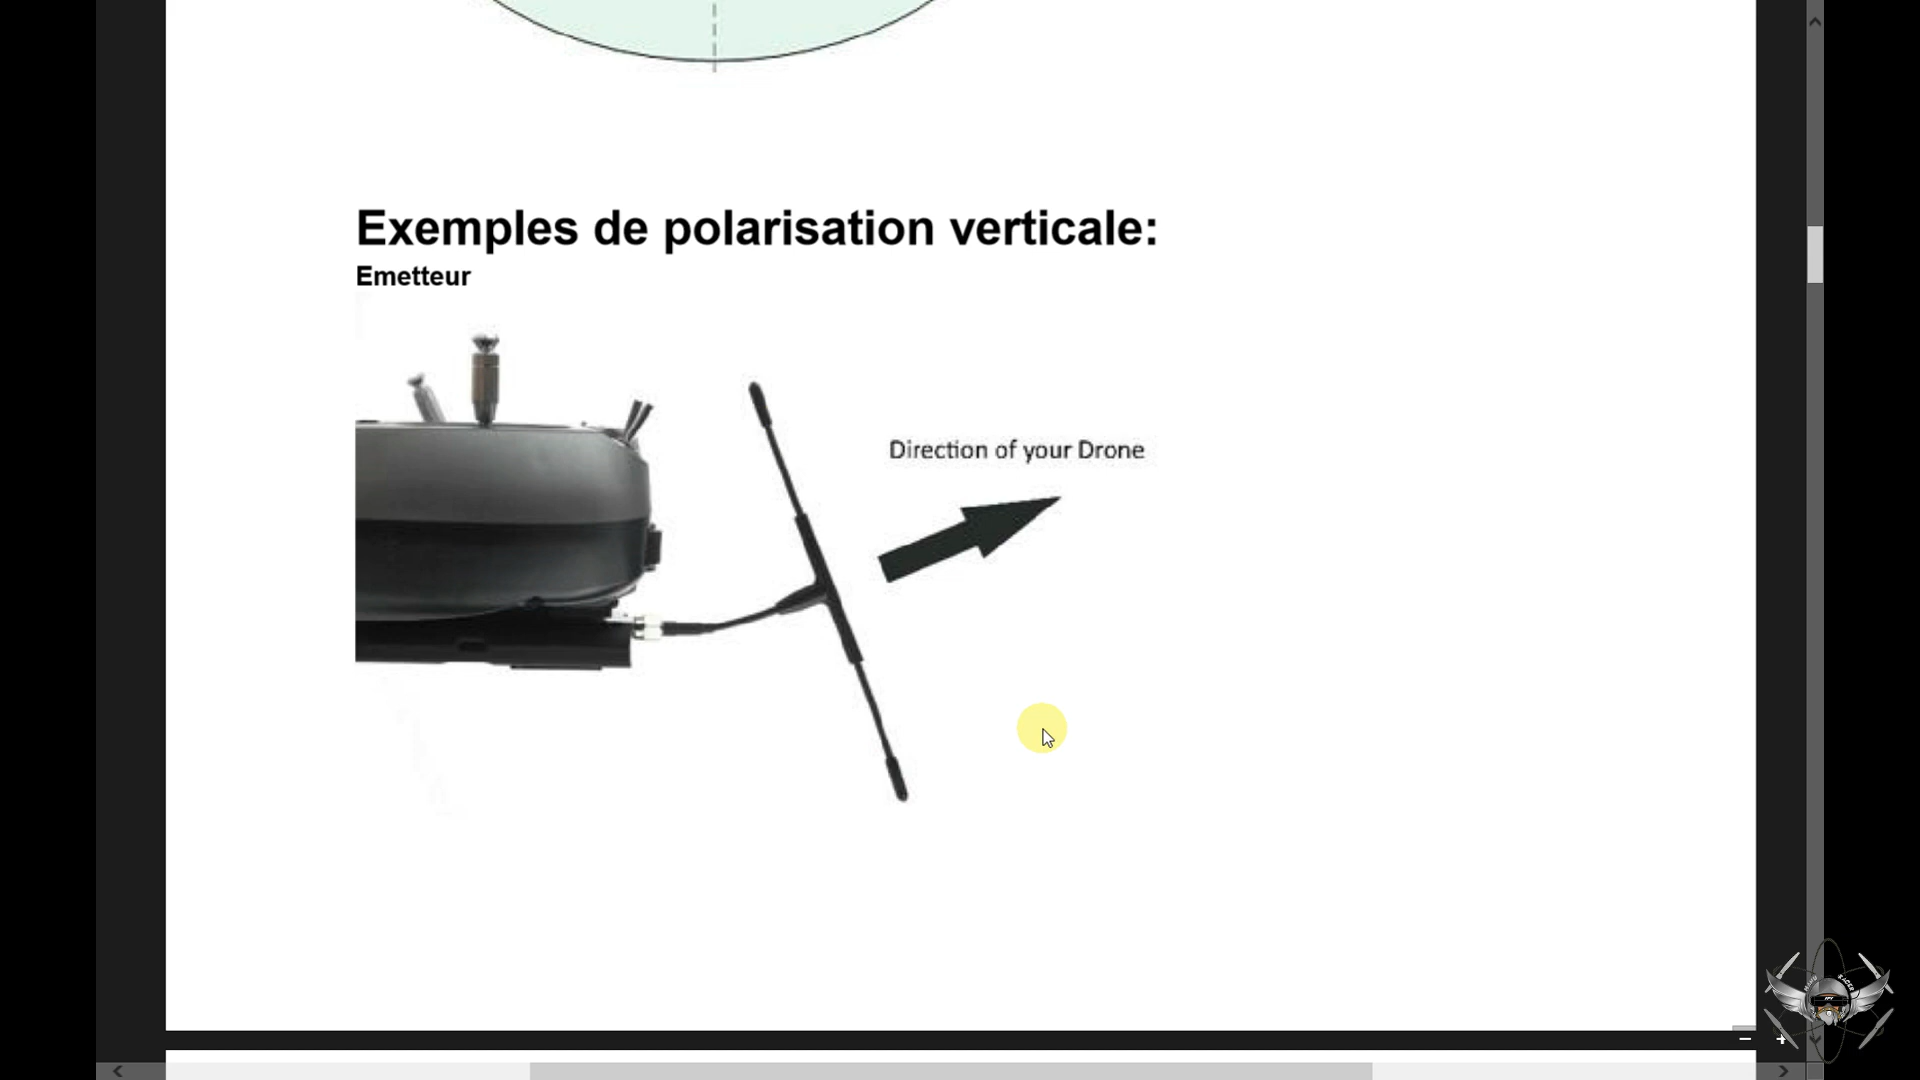 Exemples de polarisation verticale:
Emetteur
Direction of your Drone